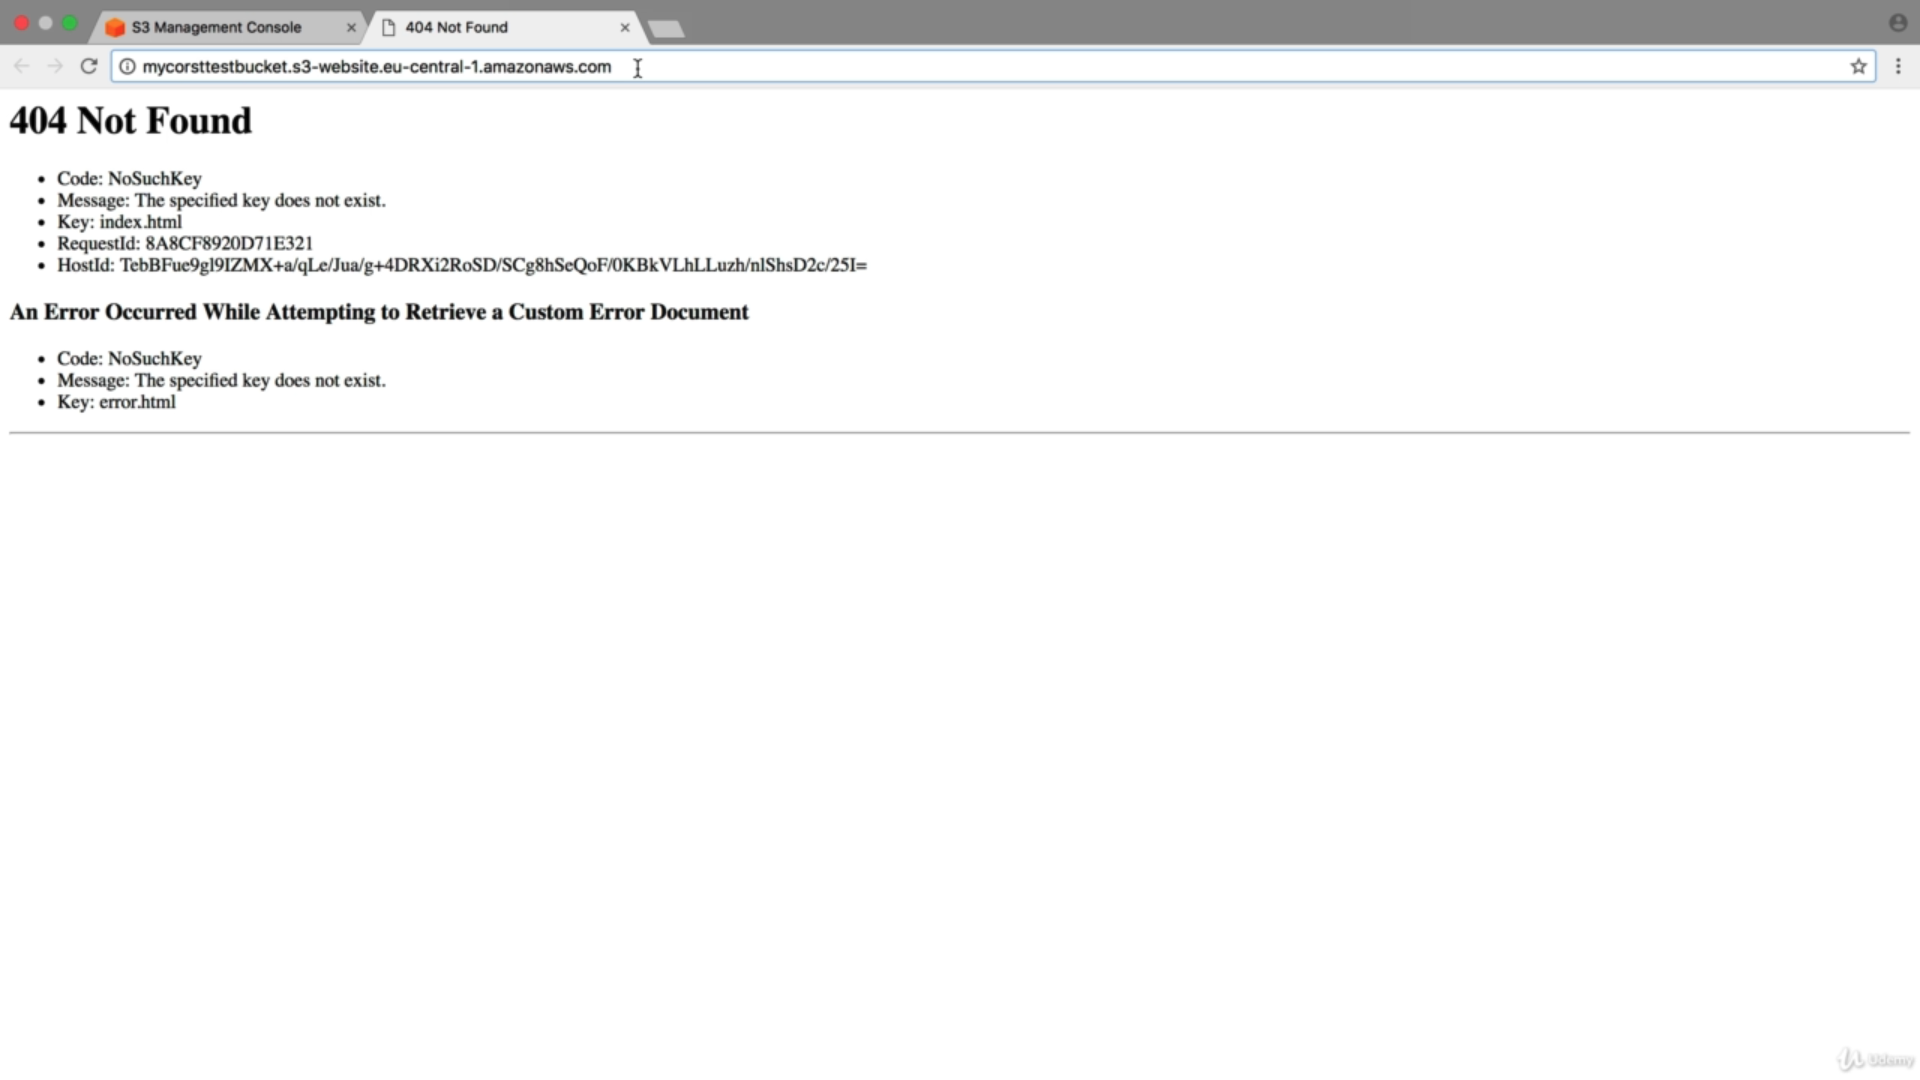 S3 Management Console
404 Not Found
mycorsttestbucket.s3-website.eu-central-1.amazonaws.com
404 Not Found
Code: NoSuchKey
Message: The specified key does not exist.
Key: index.html
RequestId: 8A8CF8920D71E321
HostId: TebBFue9gl9IZMX+a/qLe/Jua/g+4DRXi2RoSD/SCg8hSeQoF/0KBkVLhLLuzh/nlShsD2c/25I=
An Error Occurred While Attempting to Retrieve a Custom Error Document
Code: NoSuchKey
Message: The specified key does not exist.
Key: error.html
Udemy